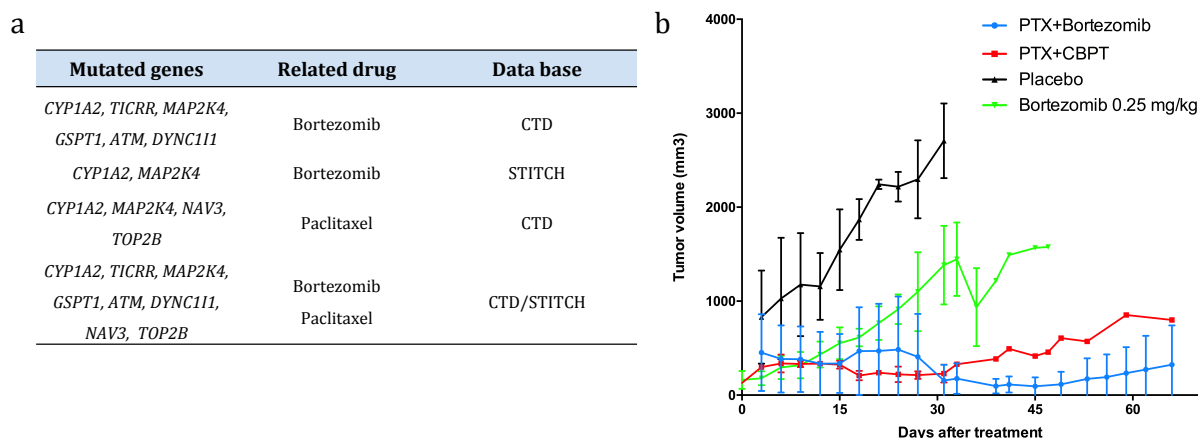 a
Mutated genes Related drug Data base
CYP1A2, TICRR, MAP2K4,
GSPT1, ATM, DYNC1I1
Bortezomib CTD
CYP1A2, MAP2K4 Bortezomib STITCH
CYP1A2, MAP2K4, NAV3,
TOP2B
Paclitaxel CTD
CYP1A2, TICRR, MAP2K4,
GSPT1, ATM, DYNC1I1,
NAV3, TOP2B
Bortezomib
Paclitaxel
CTD/STITCH
b
PTX+Bortezomib
PTX+CBPT
Placebo
Bortezomib 0.25 mg/kg
Tumor volume (mm3)
4000
3000
2000
1000
0
0 15 30 45 60
Days after treatment